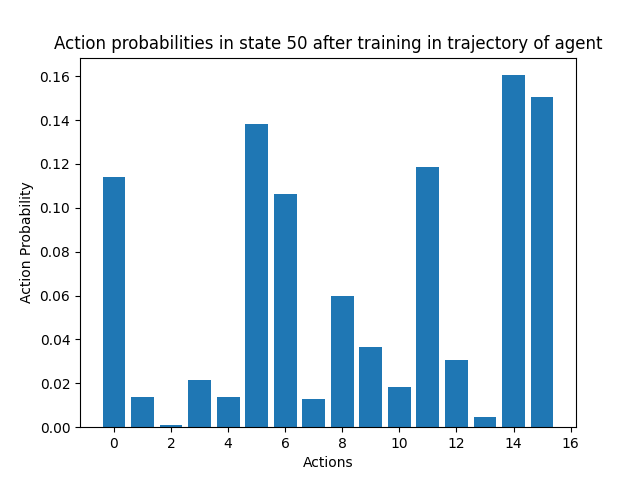 Action probabilities in state 50 after training in trajectory of agent
0.16
0.14
0.12
0.10
0.08
0.06
0.04
0.02
0.00
Action Probability
0 2 4 6 8 10 12 14 16
Actions